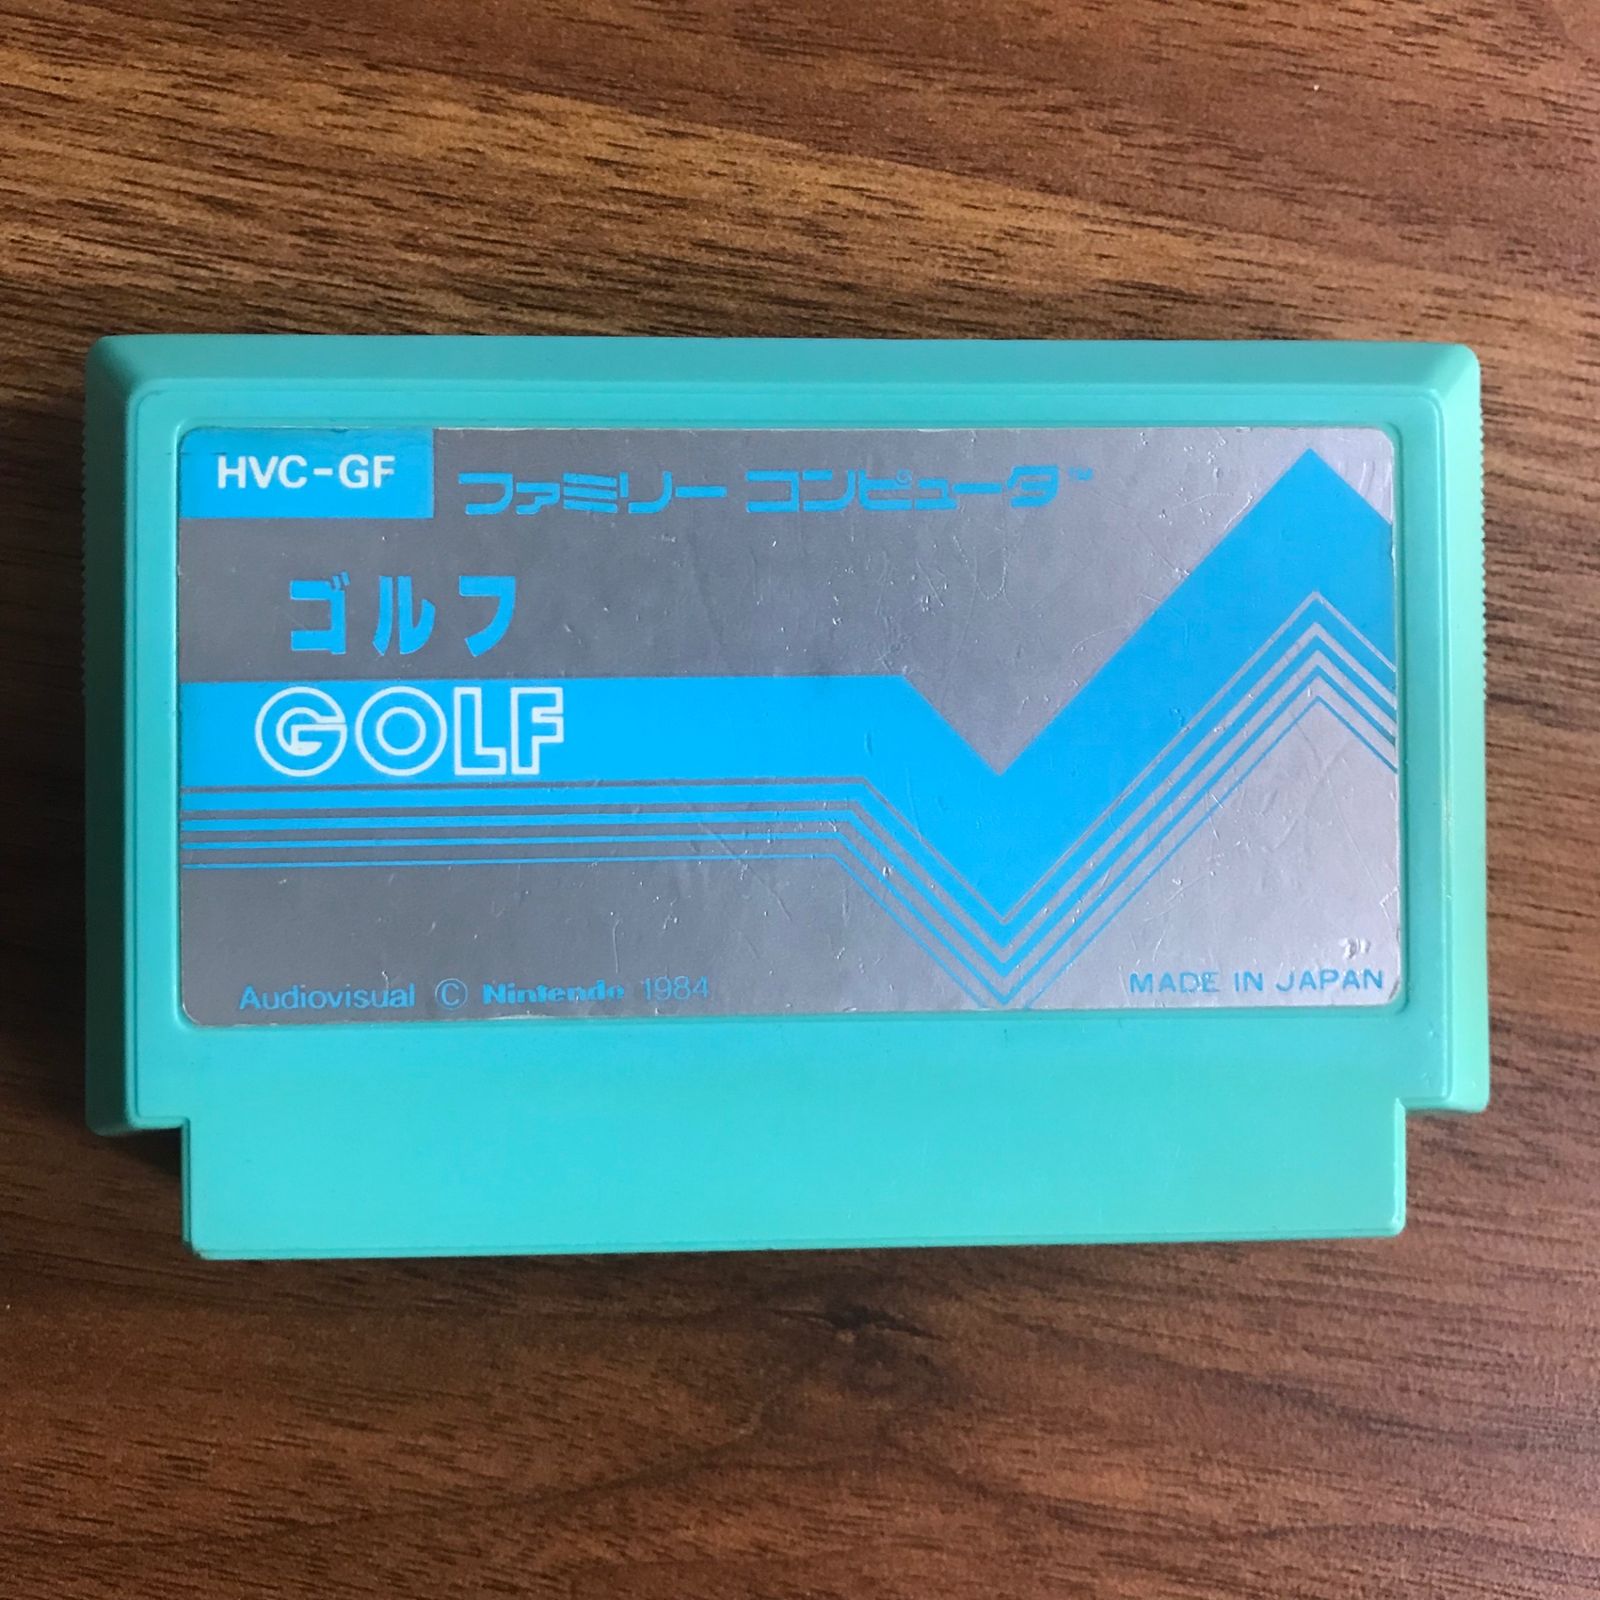 HVC-GF
ファミリー コンピュータ™
ゴルフ
GOLF
Audiovisual © Nintendo 1984
MADE IN JAPAN